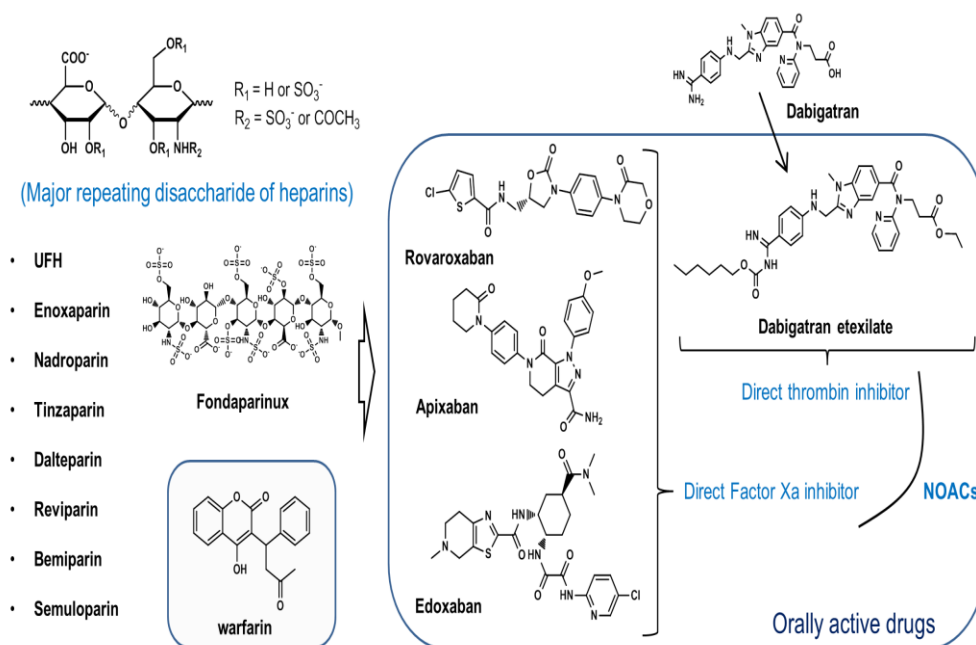 COO⁻
OR₁
OH
OR₁
OR₁
NHR₂
O
R₁ = H or SO₃⁻
R₂ = SO₃⁻ or COCH₃
(Major repeating disaccharide of heparins)
• UFH
• Enoxaparin
• Nadroparin
• Tinzaparin
• Dalteparin
• Reviparin
• Bemiparin
• Semuloparin
Fondaparinux
warfarin
Rovaroxaban
Apixaban
Edoxaban
Dabigatran
Dabigatran etexilate
Direct thrombin inhibitor
Direct Factor Xa inhibitor
NOACs
Orally active drugs